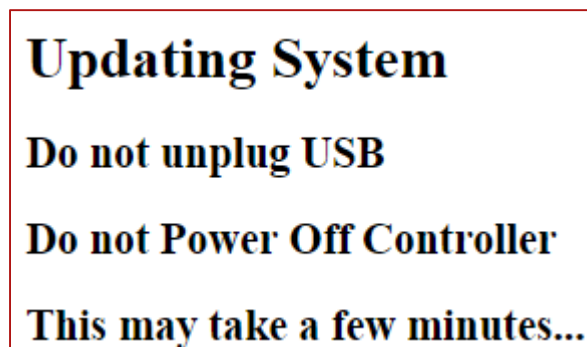 Updating System
Do not unplug USB
Do not Power Off Controller
This may take a few minutes...